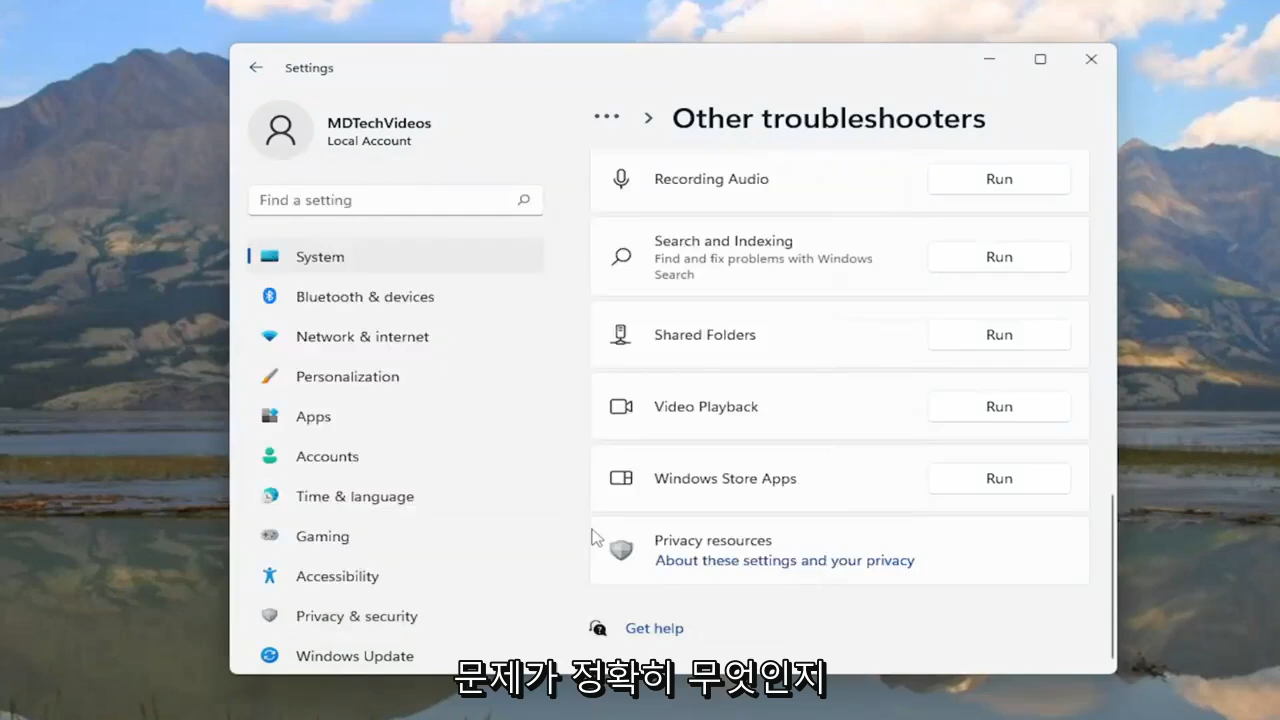 Settings
MDTechVideos
Local Account
Find a setting
System
Bluetooth & devices
Network & internet
Personalization
Apps
Accounts
Time & language
Gaming
Accessibility
Privacy & security
Windows Update
Other troubleshooters
Recording Audio
Run
Search and Indexing
Find and fix problems with Windows
Search
Run
Shared Folders
Run
Video Playback
Run
Windows Store Apps
Run
Privacy resources
About these settings and your privacy
Get help
문제가 정확히 무엇인지